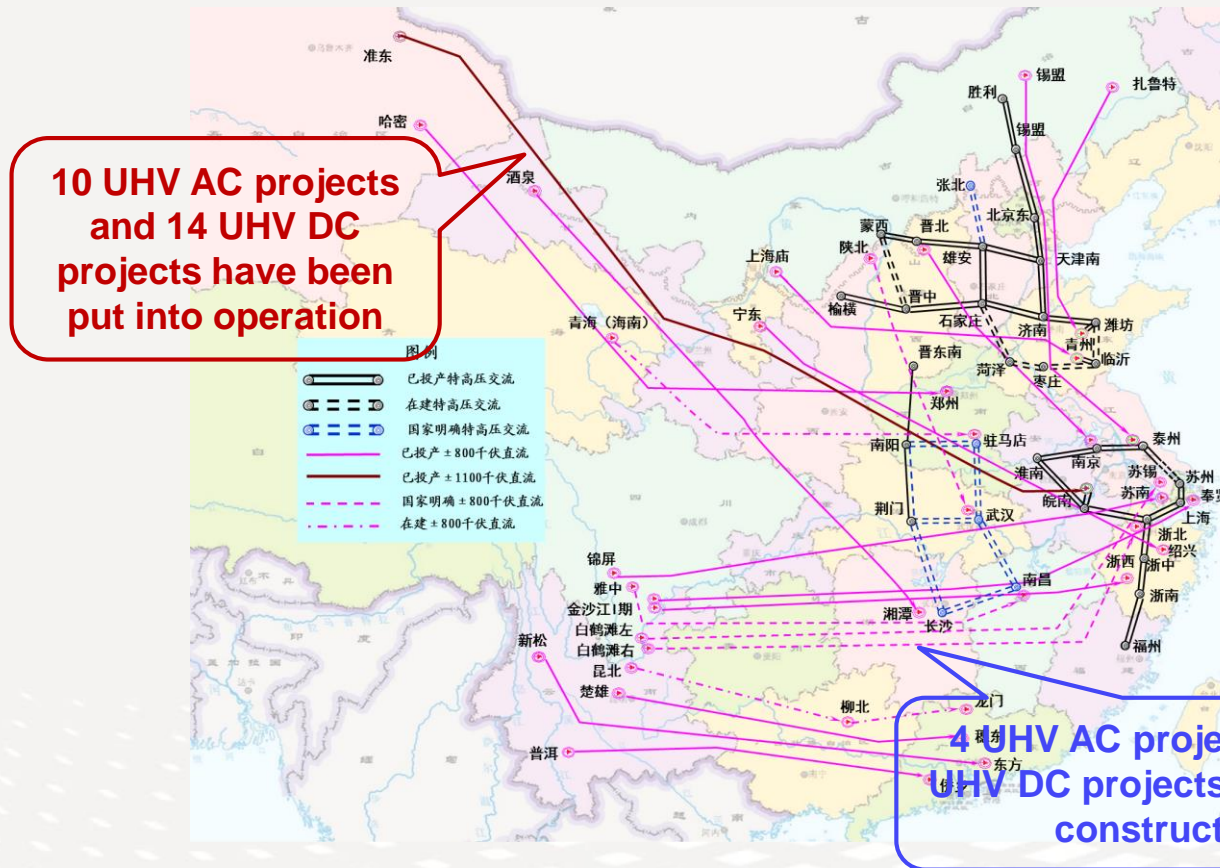 10 UHV AC projects
and 14 UHV DC
projects have been
put into operation
准东
哈密
酒泉
锡盟
扎鲁特
胜利
锡盟
张北
北京东
蒙西
晋北
陕北
雄安
天津南
上海庙
榆横
晋中
石家庄
济南
潍坊
宁东
青海（海南）
青州
临沂
晋东南
菏泽
枣庄
郑州
图例
已投产特高压交流
在建特高压交流
国家明确特高压交流
已投产±800千伏直流
已投产±1100千伏直流
国家明确±800千伏直流
在建±800千伏直流
南阳
驻马店
泰州
淮南
南京
苏锡
苏州
苏南
皖南
上海
荆门
武汉
浙北
绍兴
浙西
浙中
锦屏
雅中
南昌
浙南
金沙江I期
湘潭
长沙
白鹤滩左
白鹤滩右
新松
福州
昆北
楚雄
柳北
龙门
穗东
普洱
东方
4 UHV AC proje
UHV DC projects
construct